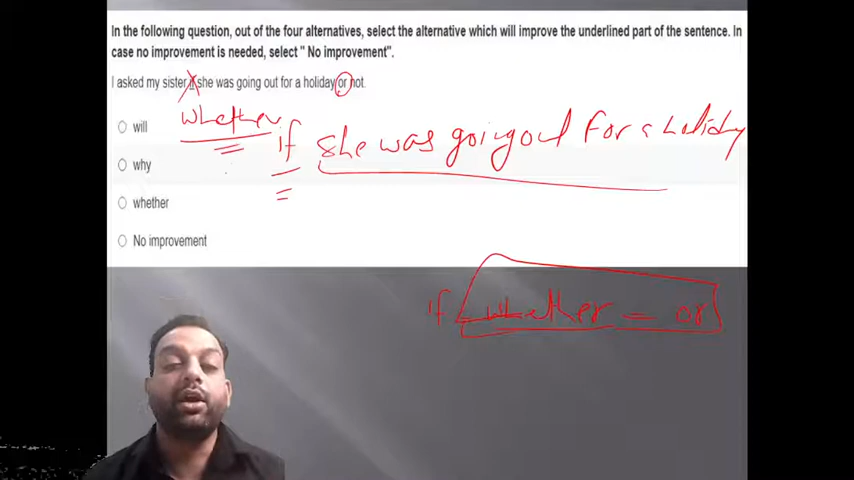 In the following question, out of the four alternatives, select the alternative which will improve the underlined part of the sentence. In
case no improvement is needed, select " No improvement".
I asked my sister if she was going out for a holiday or not.
will
whether
if she was going out for a holiday
why
whether
No improvement
if whether = or